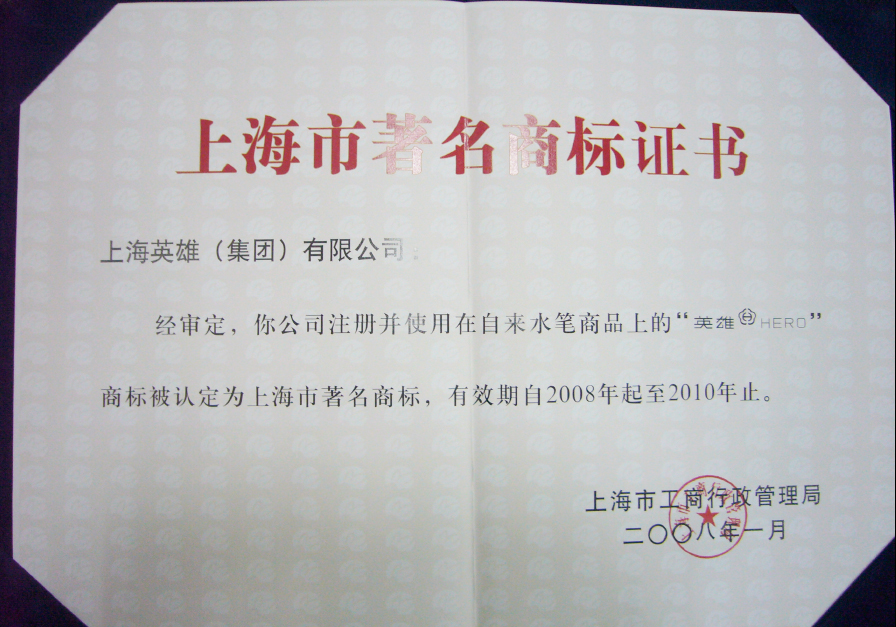 上海市著名商标证书
上海英雄（集团）有限公司：
经审定，你公司注册并使用在自来水笔商品上的“英雄 HERO”
商标被认定为上海市著名商标，有效期自2008年起至2010年止。
上海市工商行政管理局
二〇〇八年一月